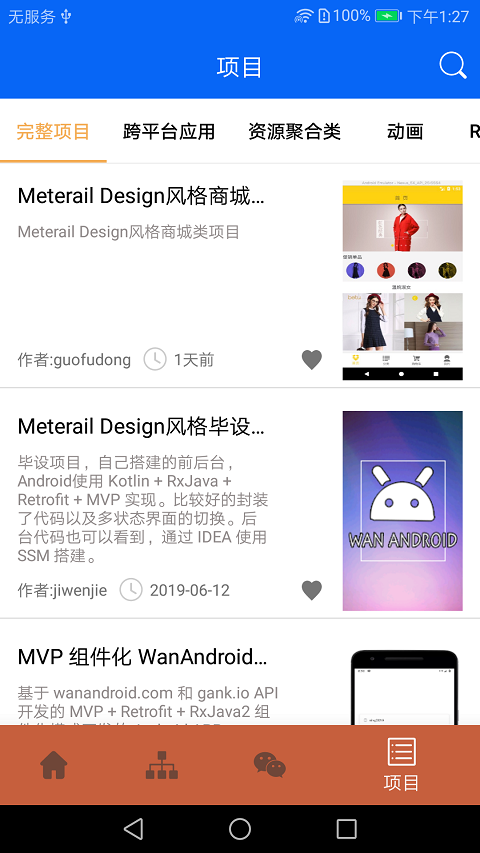 无服务 100% 下午1:27
项目
完整项目 跨平台应用 资源聚合类 动画 R
Meterail Design风格商城...
Meterail Design风格商城类项目
作者:guofudong 1天前
Meterail Design风格毕设...
毕设项目，自己搭建的前后台，
Android使用 Kotlin + RxJava +
Retrofit + MVP 实现。比较好的封装
了代码以及多状态界面的切换。后
台代码也可以看到，通过 IDEA 使用
SSM 搭建。
作者:jiwenjie 2019-06-12
WAN ANDROID
MVP 组件化 WanAndroid...
基于 wanandroid.com 和 gank.io API
开发的 MVP + Retrofit + RxJava2 组
项目